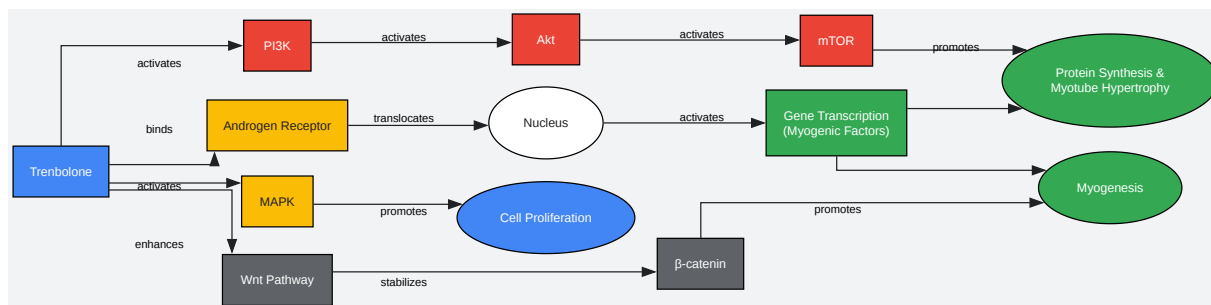 PI3K
activates
Akt
activates
mTOR
promotes
Protein Synthesis &
Myotube Hypertrophy
activates
Androgen Receptor
binds
translocates
Nucleus
activates
Gene Transcription
(Myogenic Factors)
Trenbolone
activates
MAPK
promotes
Cell Proliferation
Myogenesis
promotes
enhances
Wnt Pathway
stabilizes
β-catenin